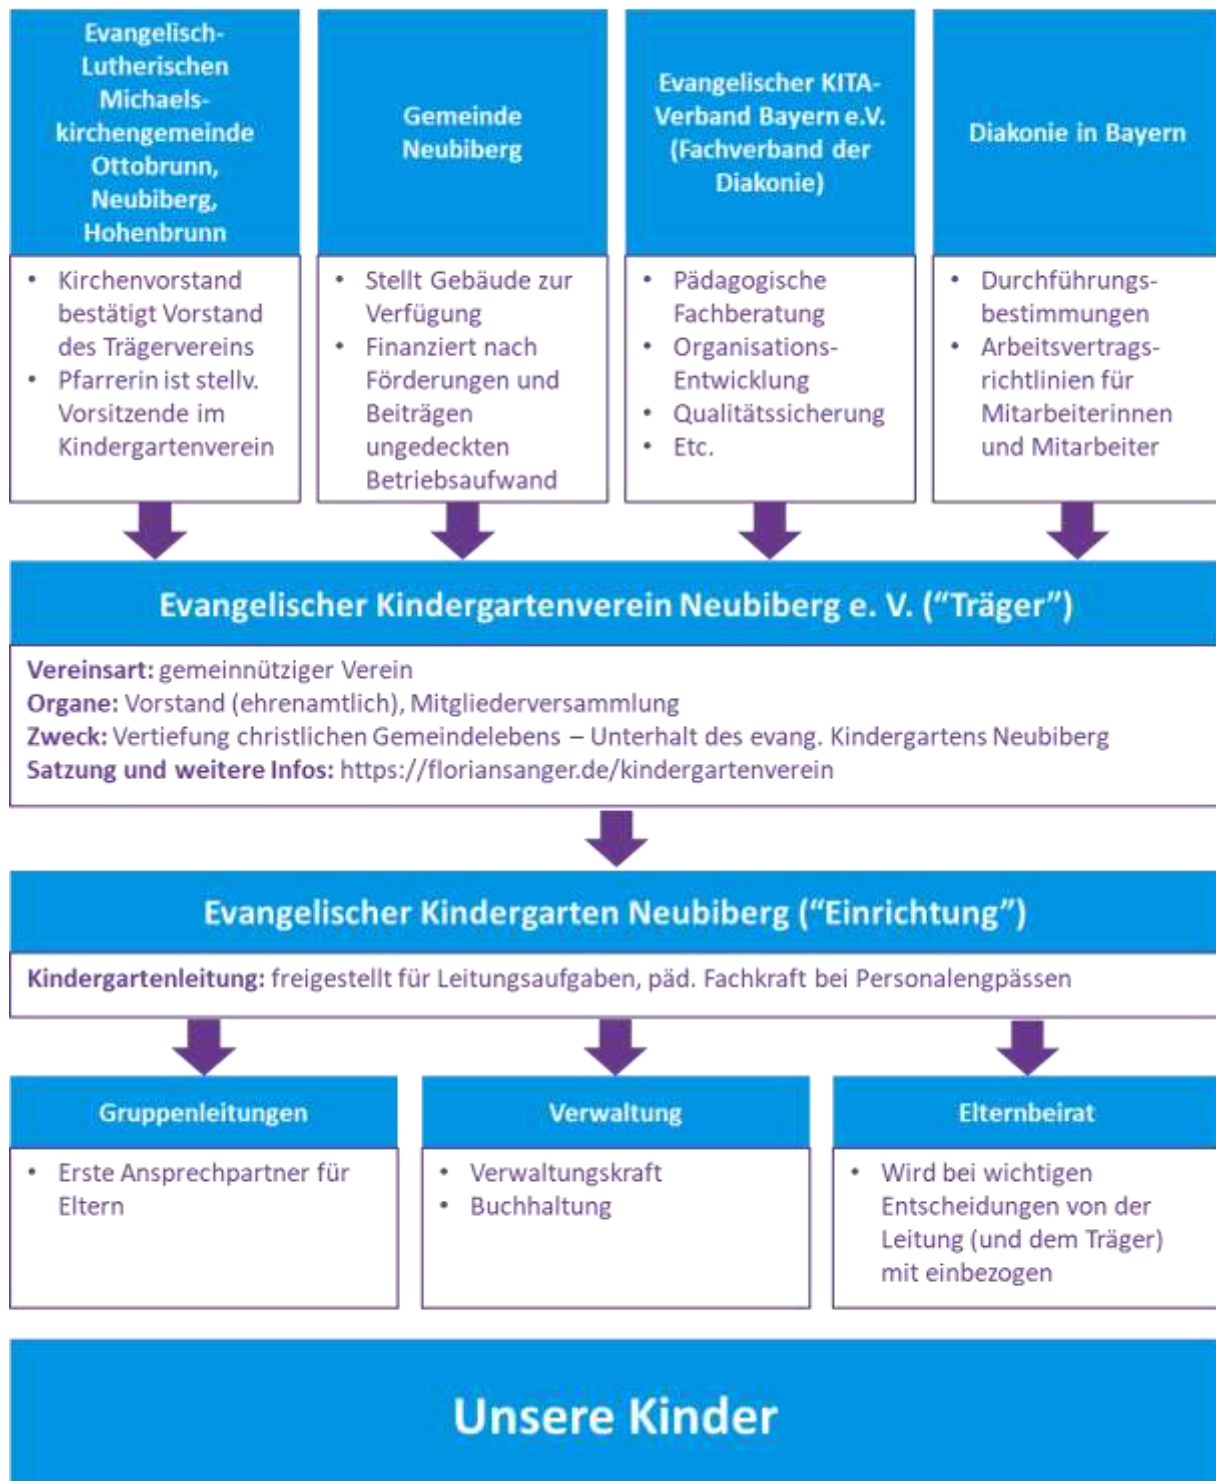 Evangelisch-
Lutherischen
Michaels-
kirchengemeinde
Ottobrunn,
Neubiberg,
Hohenbrunn
• Kirchenvorstand
bestätigt Vorstand
des Trägervereins
• Pfarrerin ist stellv.
Vorsitzende im
Kindergartenverein
Gemeinde
Neubiberg
• Stellt Gebäude zur
Verfügung
• Finanziert nach
Förderungen und
Beiträgen
ungedeckten
Betriebsaufwand
Evangelischer KITA-
Verband Bayern e.V.
(Fachverband der
Diakonie)
• Pädagogische
Fachberatung
• Organisations-
Entwicklung
• Qualitätssicherung
• Etc.
Diakonie in Bayern
• Durchführungs-
bestimmungen
• Arbeitsvertrags-
richtlinien für
Mitarbeiterinnen
und Mitarbeiter
Evangelischer Kindergartenverein Neubiberg e. V. (“Träger”)
Vereinsart: gemeinnütziger Verein
Organe: Vorstand (ehrenamtlich), Mitgliederversammlung
Zweck: Vertiefung christlichen Gemeindelebens – Unterhalt des evang. Kindergartens Neubiberg
Satzung und weitere Infos: https://floriansanger.de/kindergartenverein
Evangelischer Kindergarten Neubiberg (“Einrichtung”)
Kindergartenleitung: freigestellt für Leitungsaufgaben, päd. Fachkraft bei Personalengpässen
Gruppenleitungen
• Erste Ansprechpartner für
Eltern
Verwaltung
• Verwaltungskraft
• Buchhaltung
Elternbeirat
• Wird bei wichtigen
Entscheidungen von der
Leitung (und dem Träger)
mit einbezogen
Unsere Kinder